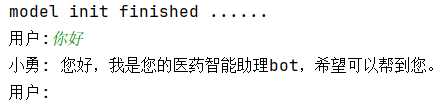 model init finished ......
用户:你好
小勇: 您好，我是您的医药智能助理bot，希望可以帮到您。
用户: